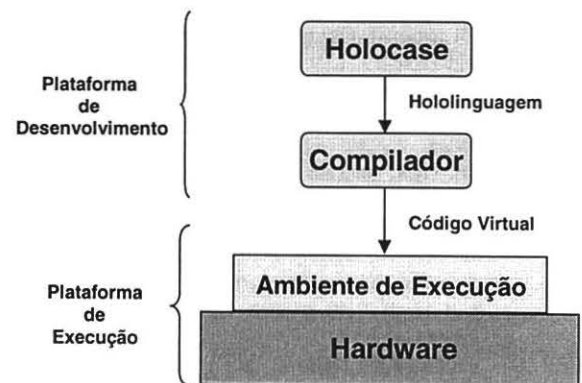 Holocase
Plataforma
de
Desenvolvimento
Hololinguagem
Compilador
Código Virtual
Plataforma
de
Execução
Ambiente de Execução
Hardware